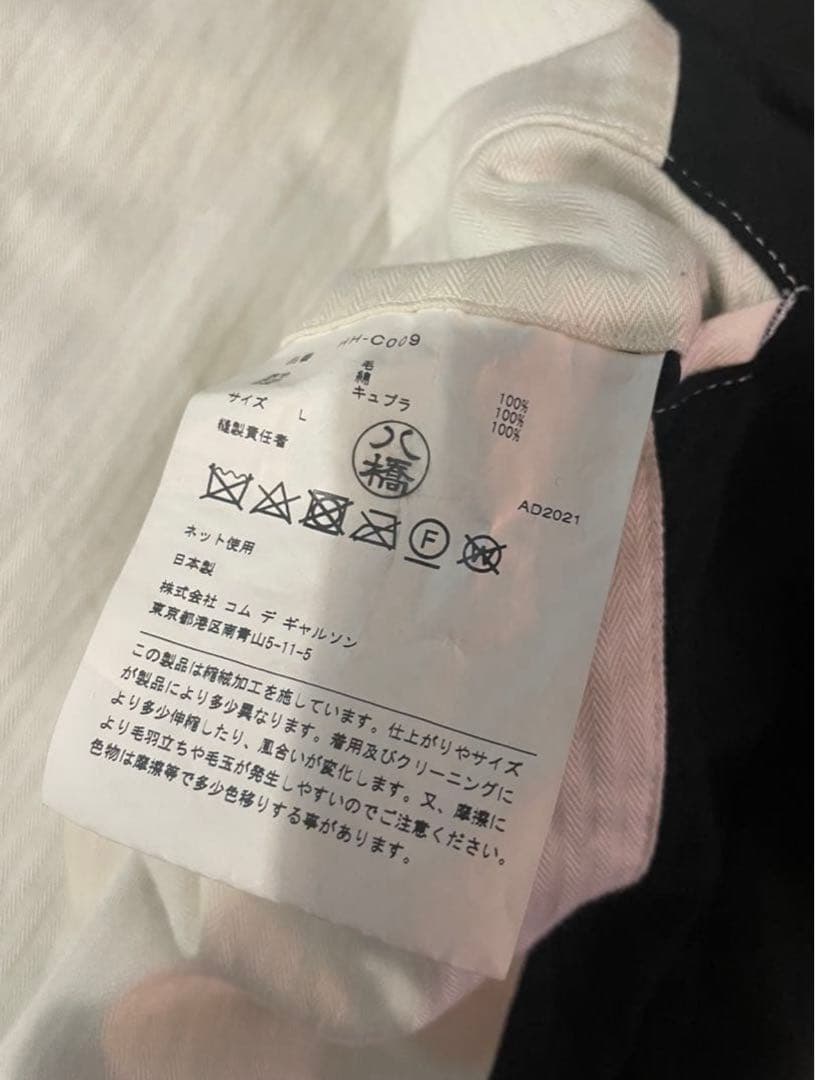 品番 HH-C009
素材 毛 100%
綿 100%
キュプラ 100%
サイズ L
縫製責任者 八橋
AD2021
F
W
ネット使用
日本製
株式会社 コム デ ギャルソン
東京都港区南青山5-11-5
この製品は縮絨加工を施しています。仕上がりやサイズ
が製品により多少異なります。着用及びクリーニングに
より多少伸縮したり、風合いが変化します。又、摩擦に
より毛羽立ちや毛玉が発生しやすいのでご注意ください。
色物は摩擦等で多少色移りする事があります。